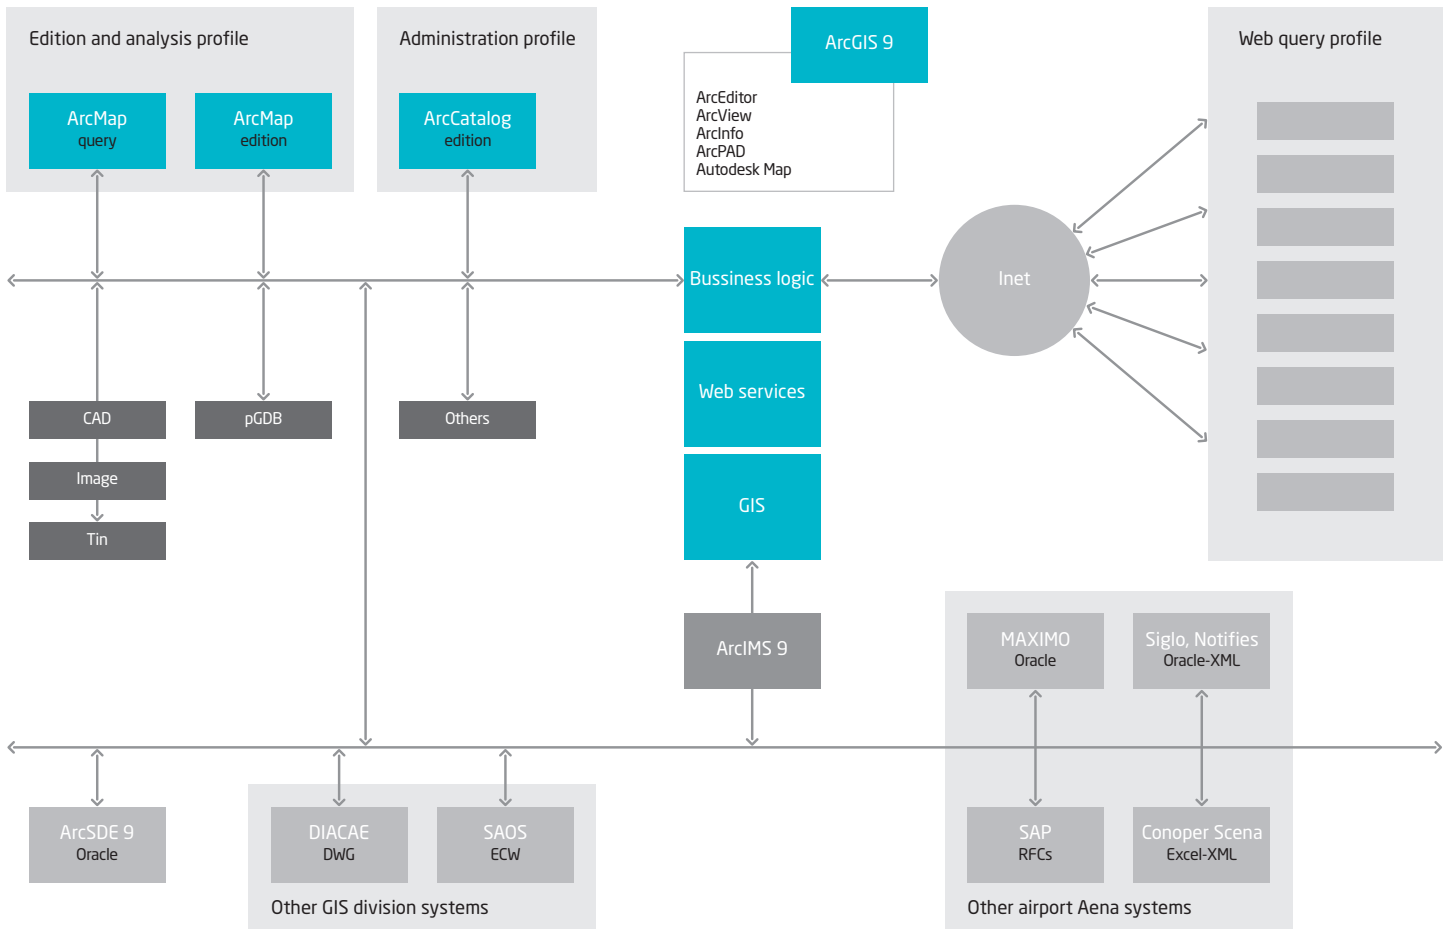 Edition and analysis profile
ArcMap
query
ArcMap
edition
Administration profile
ArcCatalog
edition
ArcGIS 9
ArcEditor
ArcView
ArcInfo
ArcPAD
Autodesk Map
Web query profile
Bussiness logic
Inet
Web services
GIS
CAD
pGDB
Others
Image
Tin
ArcIMS 9
MAXIMO
Oracle
Siglo, Notifies
Oracle-XML
ArcSDE 9
Oracle
DIACAE
DWG
SAOS
ECW
Other GIS division systems
SAP
RFCs
Conoper Scena
Excel-XML
Other airport Aena systems